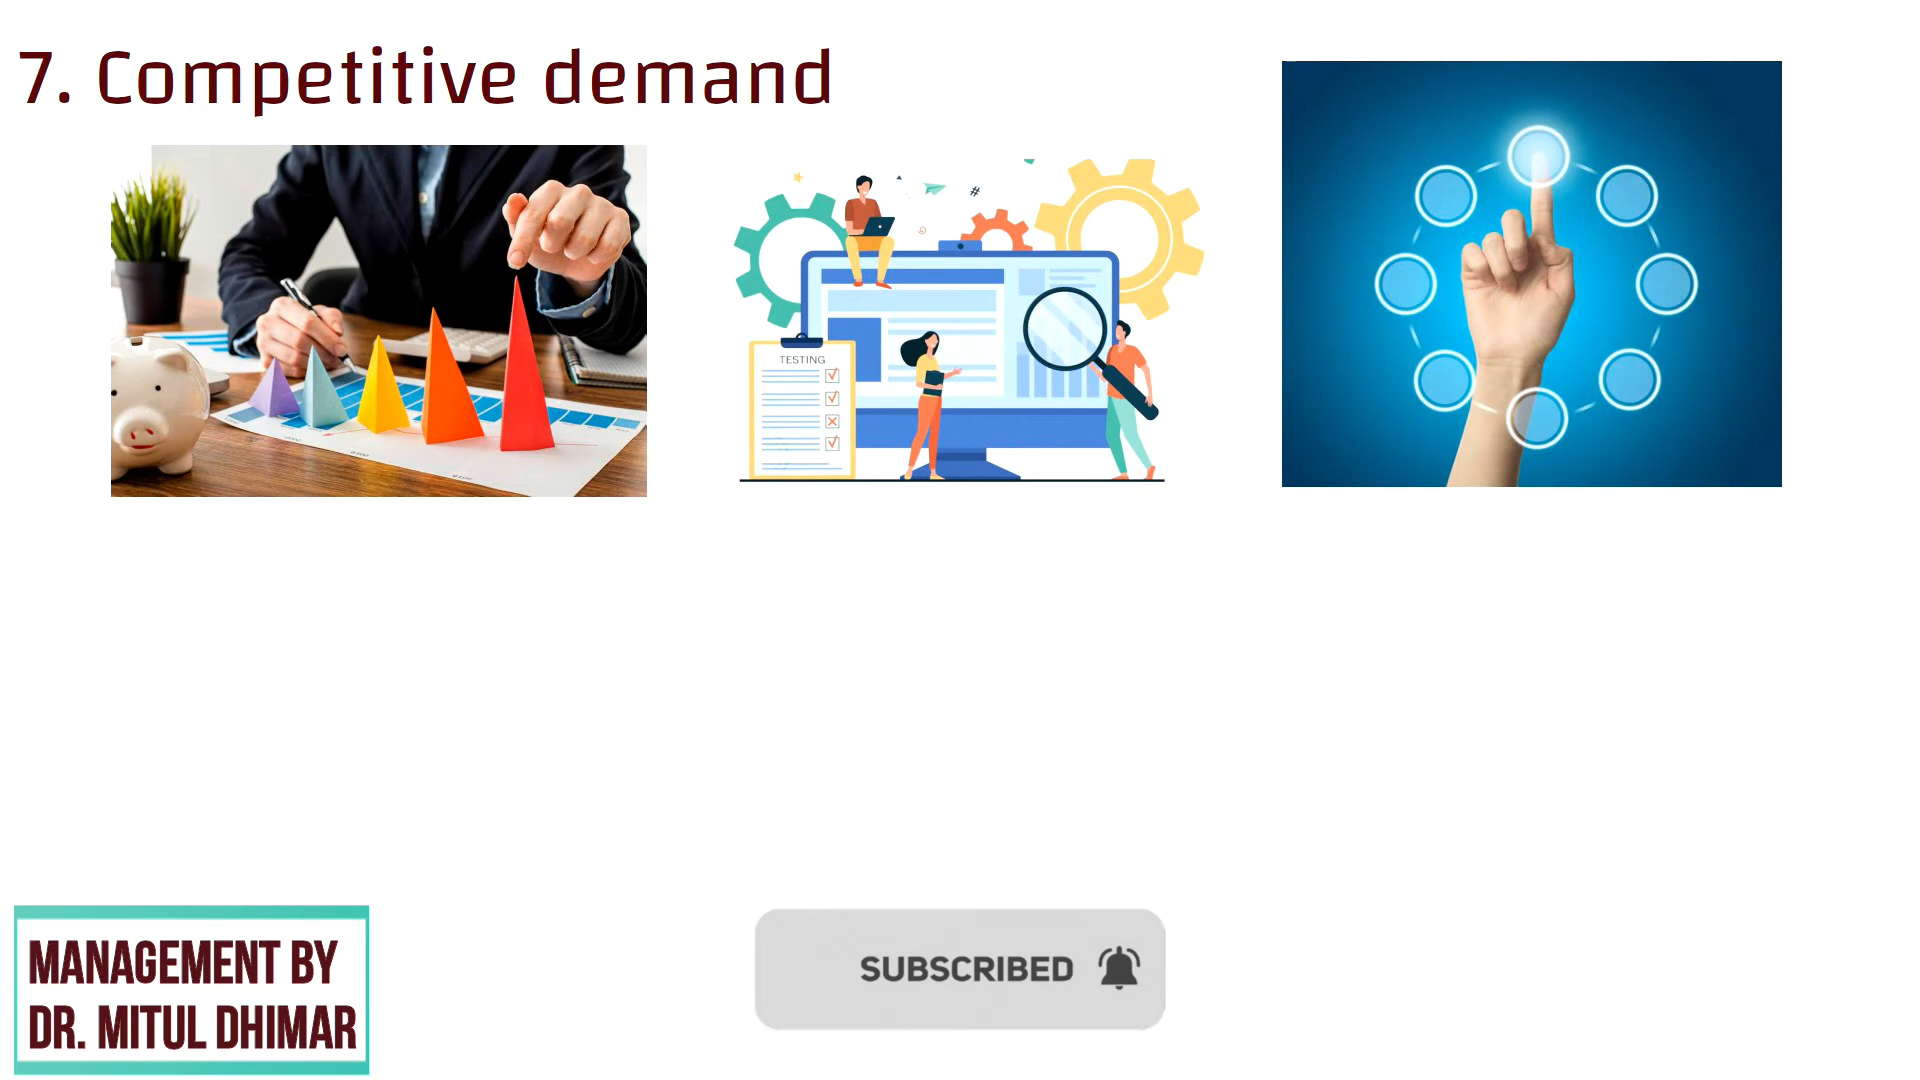 7. Competitive demand
#
TESTING
MANAGEMENT BY
DR. MITUL DHIMAR
SUBSCRIBED